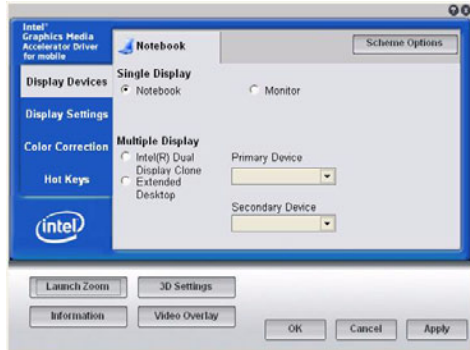 Intel®
Graphics Media
Accelerator Driver
for mobile
Notebook
Scheme Options
Display Devices
Display Settings
Color Correction
Hot Keys
intel
Single Display
Notebook
Monitor
Multiple Display
Intel(R) Dual
Display Clone
Extended
Desktop
Primary Device
Secondary Device
Launch Zoom
3D Settings
Information
Video Overlay
OK
Cancel
Apply